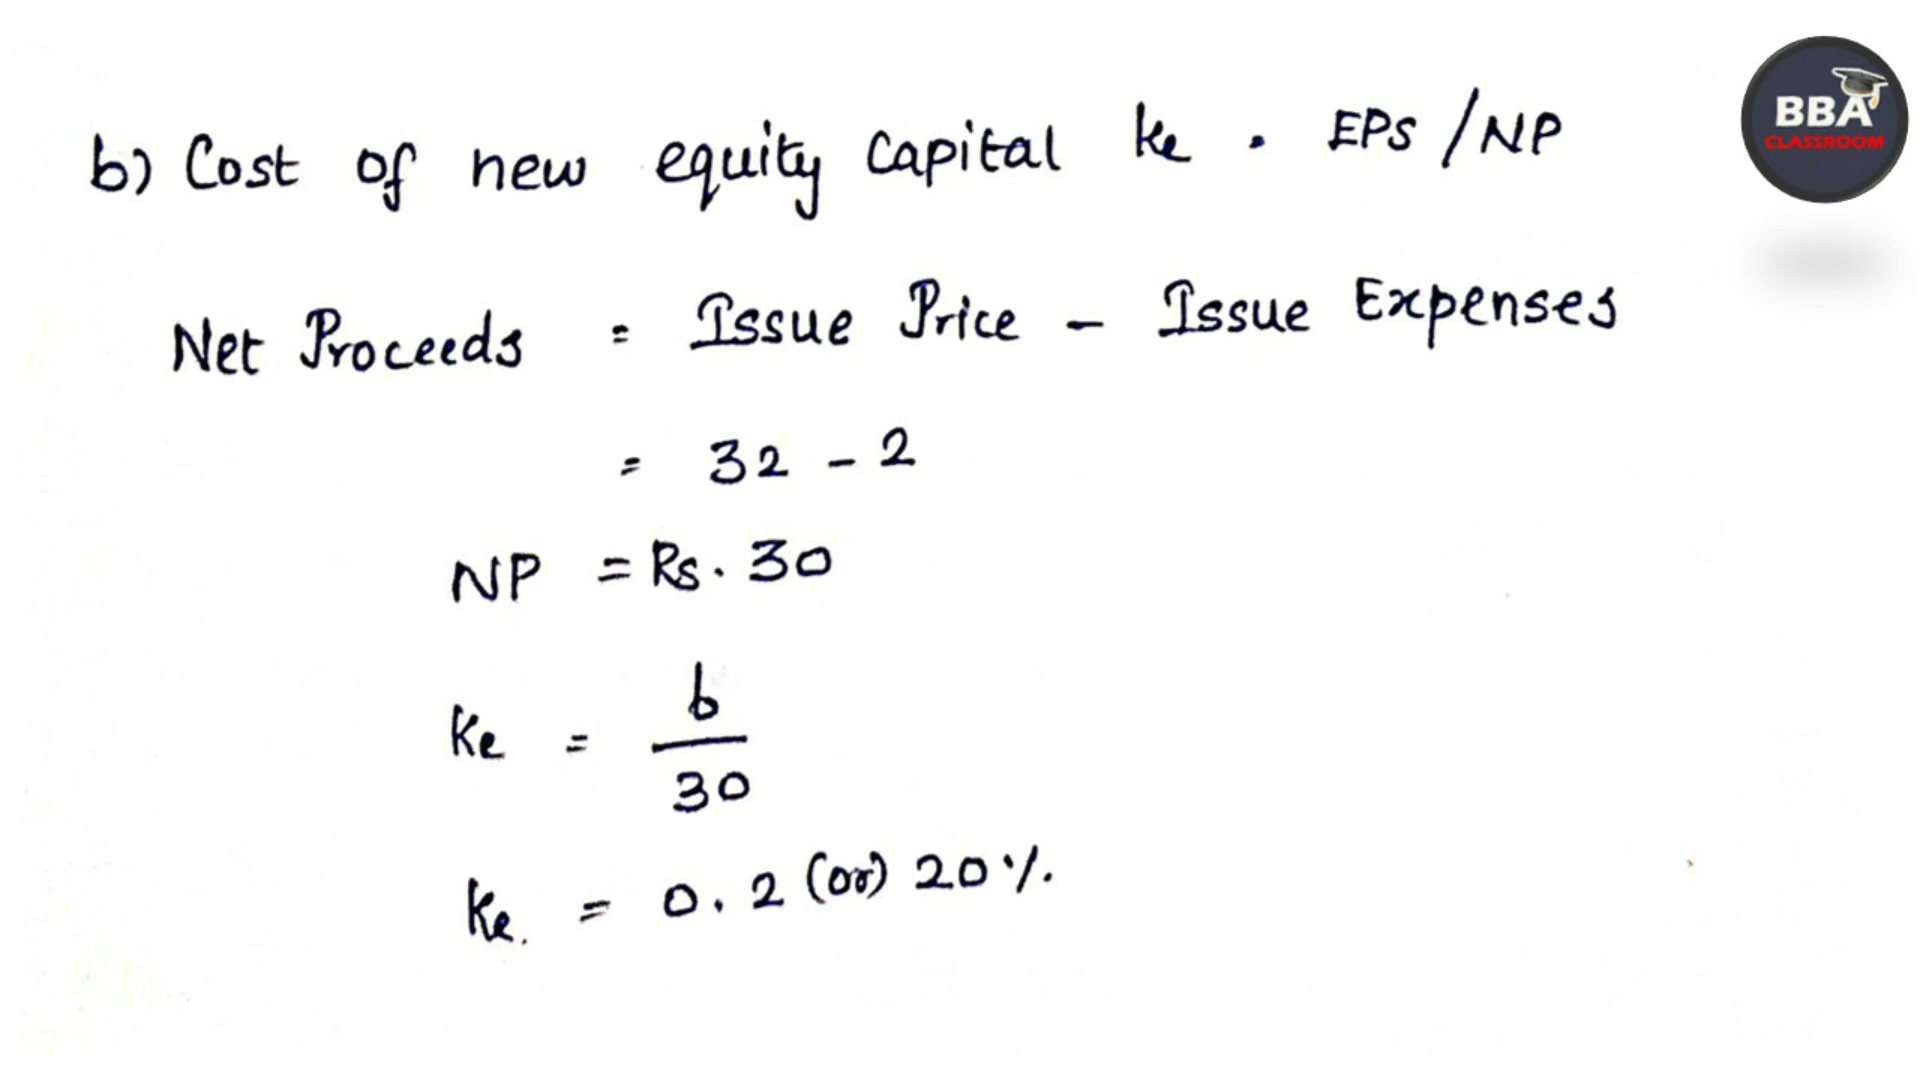 BBA
CLASSROOM
b) Cost of new equity capital ke = EPS / NP
Net Proceeds = Issue Price - Issue Expenses
= 32 - 2
NP = Rs. 30
Ke = 6
30
Ke. = 0.2 (or) 20%.